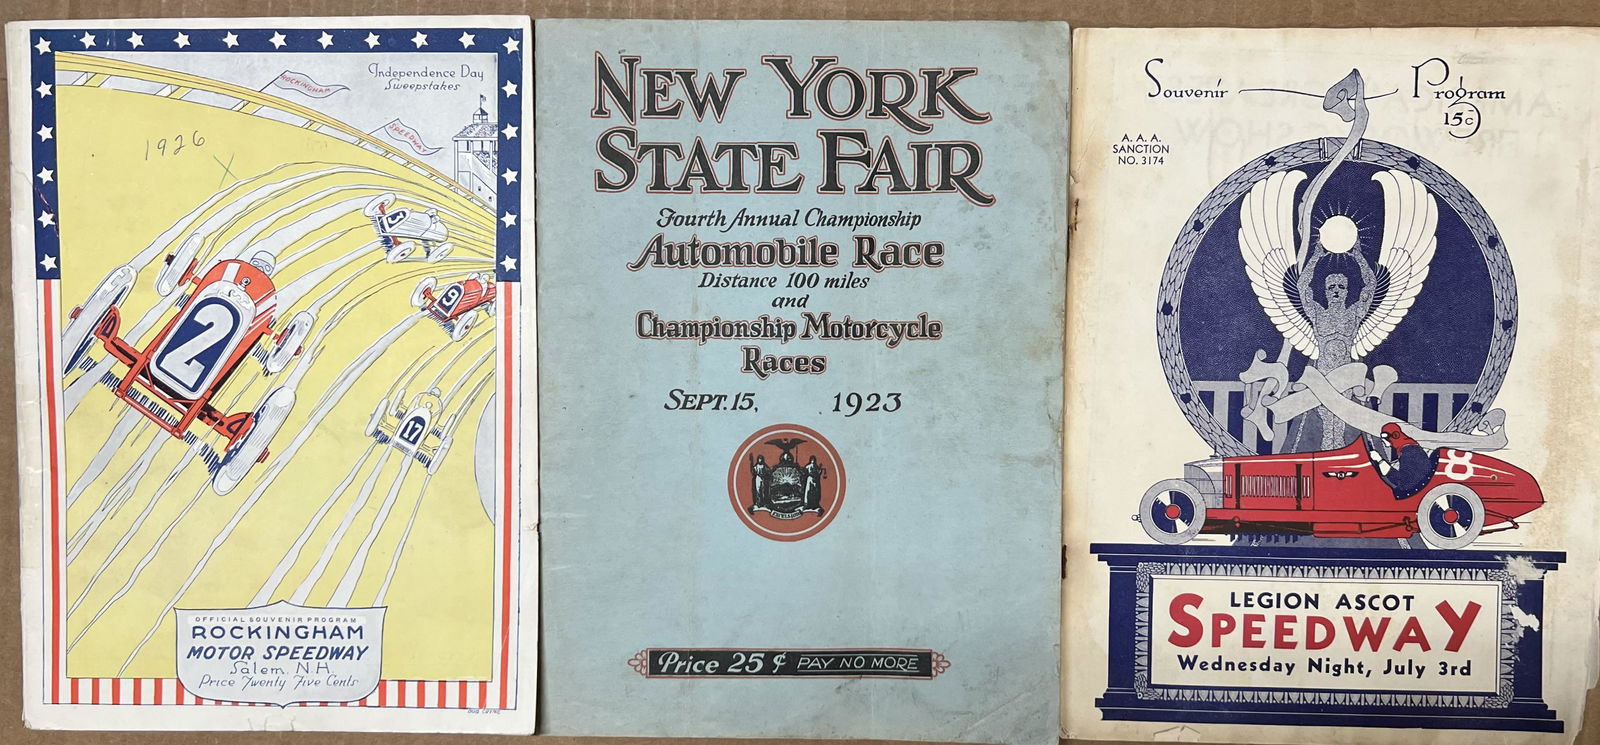 Independence Day
Sweepstakes
ROCKINGHAM
SPEEDWAY
1926
3
9
2
17
OFFICIAL SOUVENIR PROGRAM
ROCKINGHAM
MOTOR SPEEDWAY
Salem, N.H.
Price Twenty Five Cents
NEW YORK
STATE FAIR
Fourth Annual Championship
Automobile Race
Distance 100 miles
and
Championship Motorcycle
Races
SEPT. 15, 1923
EXCELSIOR
Price 25 ¢ PAY NO MORE
Souvenir Program
15c
A.A.A.
SANCTION
NO. 3174
8
LEGION ASCOT
SPEEDWAY
Wednesday Night, July 3rd